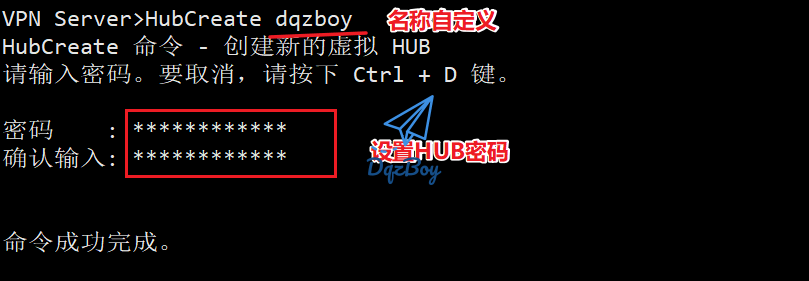 VPN Server>HubCreate dqzboy 名称自定义
HubCreate 命令 - 创建新的虚拟 HUB
请输入密码。要取消，请按下 Ctrl + D 键。
密码    : ************
确认输入: ************
设置HUB密码
DqzBoy
命令成功完成。